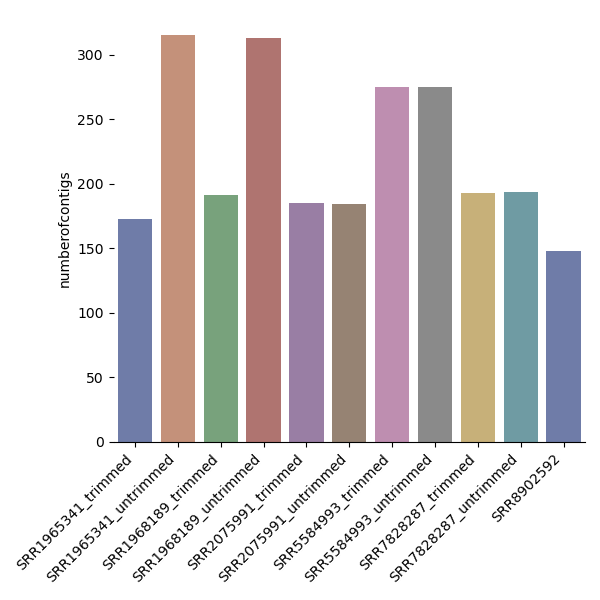 300
250
200
150
100
50
0
numberofcontigs
SRR1965341_trimmed
SRR1965341_untrimmed
SRR1968189_trimmed
SRR1968189_untrimmed
SRR2075991_trimmed
SRR2075991_untrimmed
SRR5584993_trimmed
SRR5584993_untrimmed
SRR7828287_trimmed
SRR7828287_untrimmed
SRR8902592